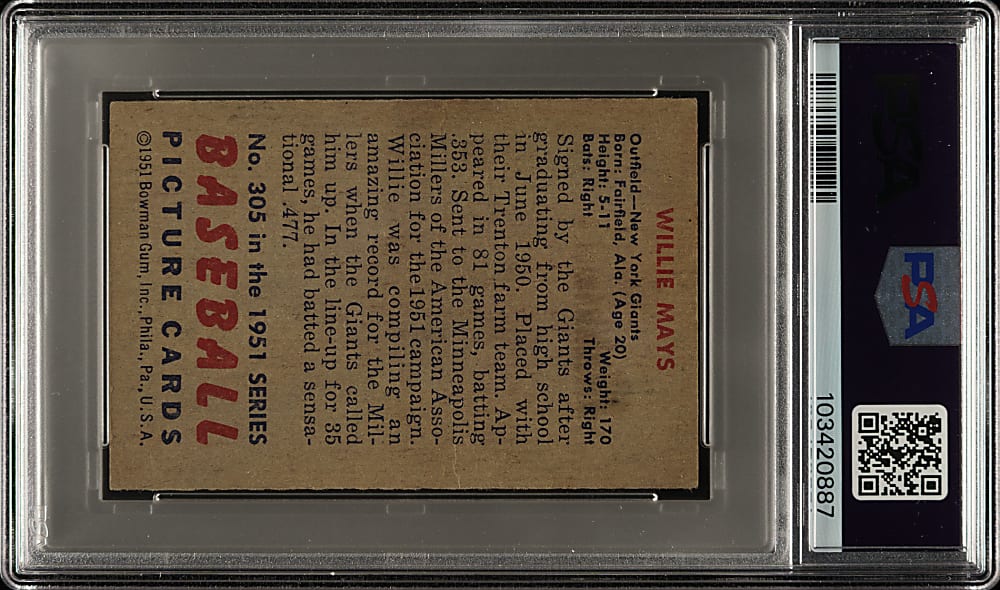 WILLIE MAYS
Outfield—New York Giants
Born: Fairfield, Ala. (Age 20)
Height: 5-11 Weight: 170
Bats: Right Throws: Right
Signed by the Giants after
graduating from high school
in June 1950. Placed with
their Trenton farm team. Ap-
peared in 81 games, batting
.353. Sent to the Minneapolis
Millers of the American Asso-
ciation for the 1951 campaign.
Willie was compiling an
amazing record for the Mil-
lers when the Giants called
him up. In the line-up for 35
games, he had batted a sensa-
tional .477.
No. 305 in the 1951 SERIES
BASEBALL
PICTURE CARDS
©1951 Bowman Gum, Inc., Phila., Pa., U.S.A.
PSA
PSA
103420887